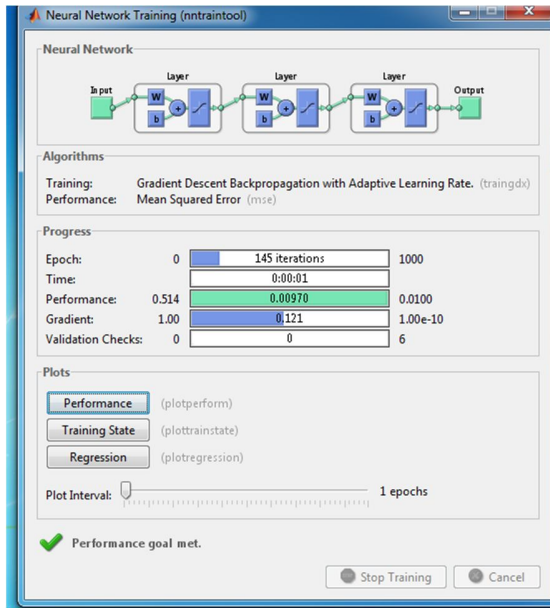 Neural Network Training (nntraintool)
Neural Network
Layer Layer Layer
Input Output
W W W
+ + +
b b b
Algorithms
Training: Gradient Descent Backpropagation with Adaptive Learning Rate. (traingdx)
Performance: Mean Squared Error (mse)
Progress
Epoch: 0 145 iterations 1000
Time: 0:00:01
Performance: 0.514 0.00970 0.0100
Gradient: 1.00 0.121 1.00e-10
Validation Checks: 0 0 6
Plots
Performance (plotperform)
Training State (plottrainstate)
Regression (plotregression)
Plot Interval: 1 epochs
Performance goal met.
Stop Training Cancel